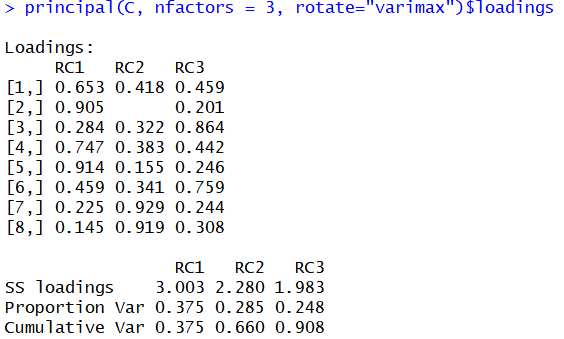 > principal(C, nfactors = 3, rotate="varimax")$loadings
Loadings:
RC1 RC2 RC3
[1,] 0.653 0.418 0.459
[2,] 0.905 0.201
[3,] 0.284 0.322 0.864
[4,] 0.747 0.383 0.442
[5,] 0.914 0.155 0.246
[6,] 0.459 0.341 0.759
[7,] 0.225 0.929 0.244
[8,] 0.145 0.919 0.308
RC1 RC2 RC3
SS loadings 3.003 2.280 1.983
Proportion Var 0.375 0.285 0.248
Cumulative Var 0.375 0.660 0.908